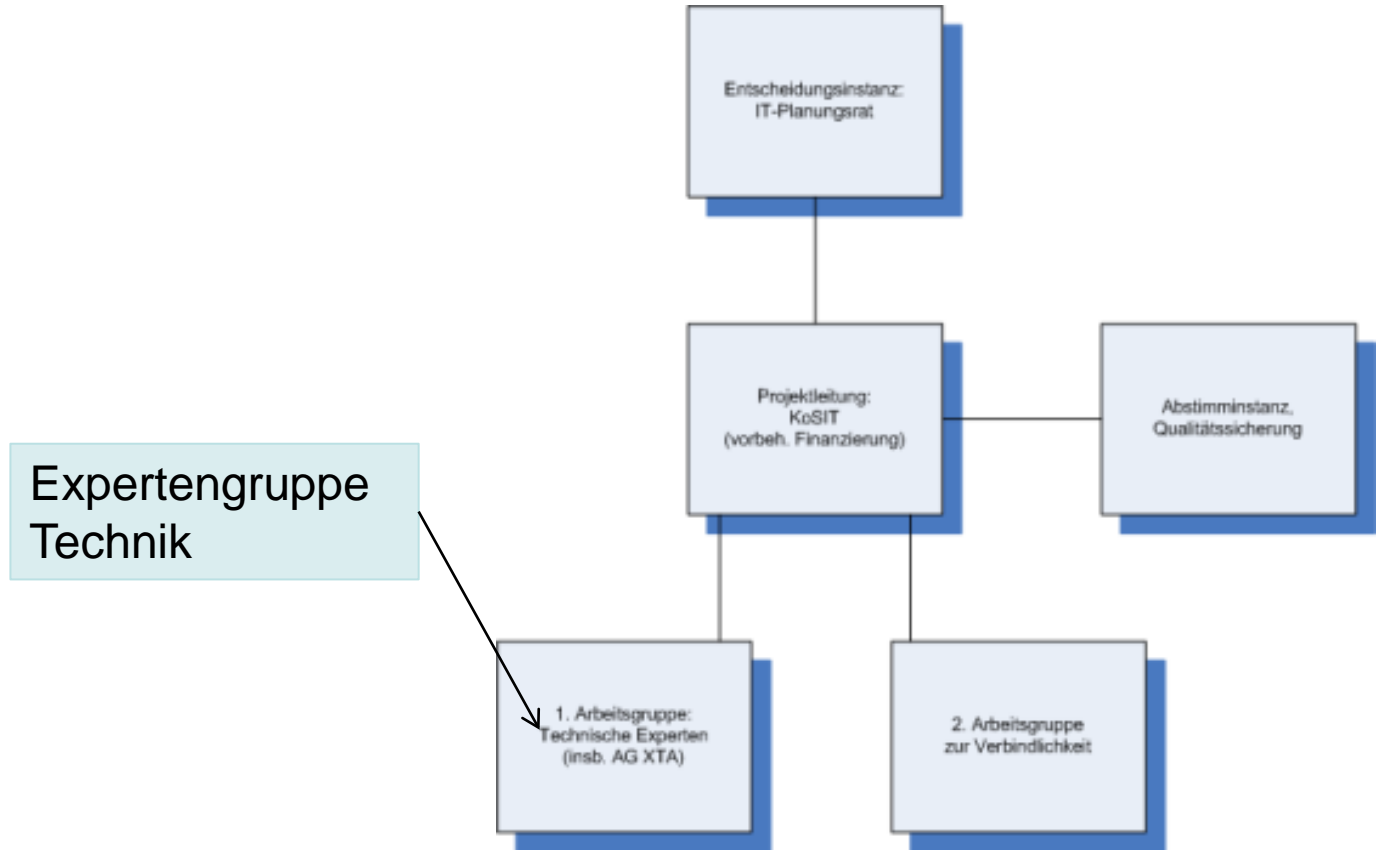 Entscheidungsinstanz:
IT-Planungsrat
Projektleitung:
KoSIT
(vorbeh. Finanzierung)
Abstimminstanz,
Qualitätssicherung
Expertengruppe
Technik
1. Arbeitsgruppe:
Technische Experten
(insb. AG XTA)
2. Arbeitsgruppe
zur Verbindlichkeit